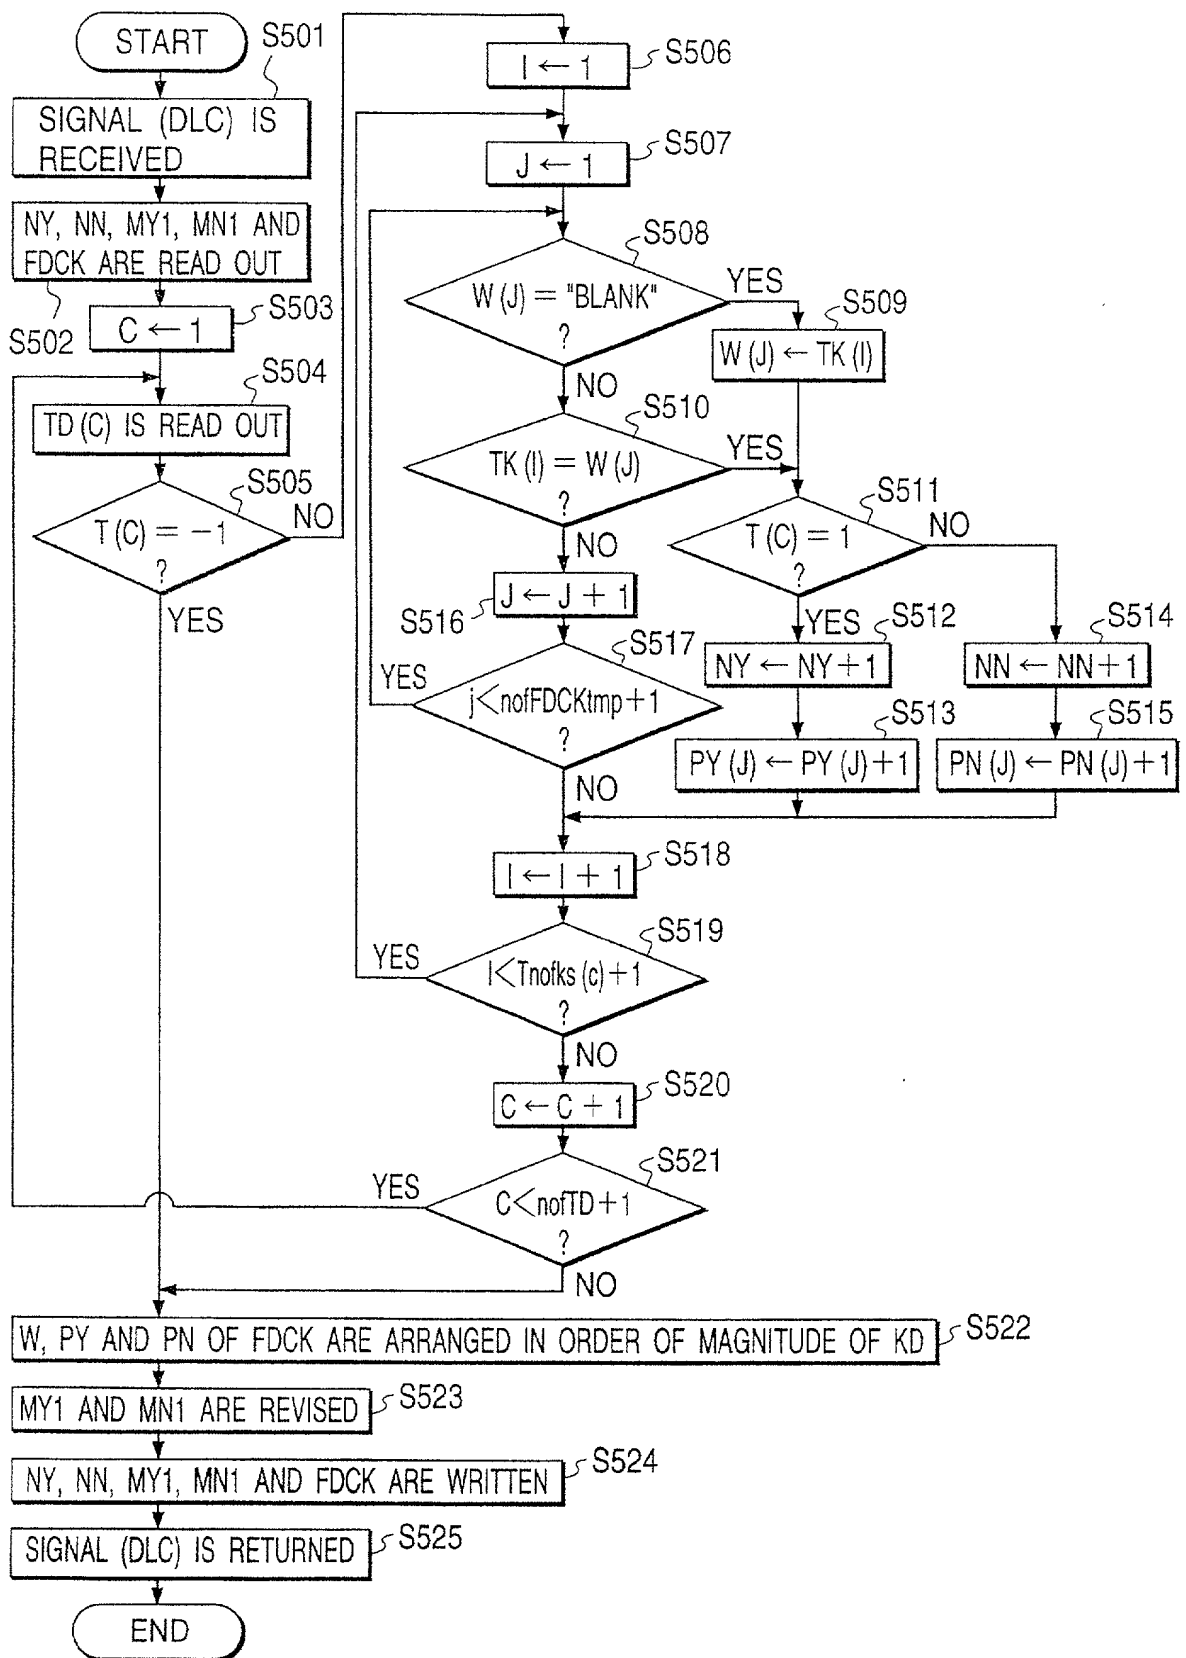 START
S501
SIGNAL (DLC) IS
RECEIVED
NY, NN, MY1, MN1 AND
FDCK ARE READ OUT
S502
S503
C ← 1
S504
TD (C) IS READ OUT
S505
T (C) = −1
?
NO
YES
I ← 1
S506
S507
J ← 1
S508
W (J) = "BLANK"
?
YES
NO
S509
W (J) ← TK (I)
S510
TK (I) = W (J)
?
YES
NO
S511
T (C) = 1
?
NO
YES
S512
NY ← NY + 1
S513
PY (J) ← PY (J) + 1
S514
NN ← NN + 1
S515
PN (J) ← PN (J) + 1
J ← J + 1
S516
S517
j < nofFDCKtmp + 1
?
YES
NO
S518
I ← I + 1
S519
I < Tnofks (c) + 1
?
YES
NO
S520
C ← C + 1
S521
C < nofTD + 1
?
YES
NO
W, PY AND PN OF FDCK ARE ARRANGED IN ORDER OF MAGNITUDE OF KD
S522
MY1 AND MN1 ARE REVISED
S523
NY, NN, MY1, MN1 AND FDCK ARE WRITTEN
S524
SIGNAL (DLC) IS RETURNED
S525
END